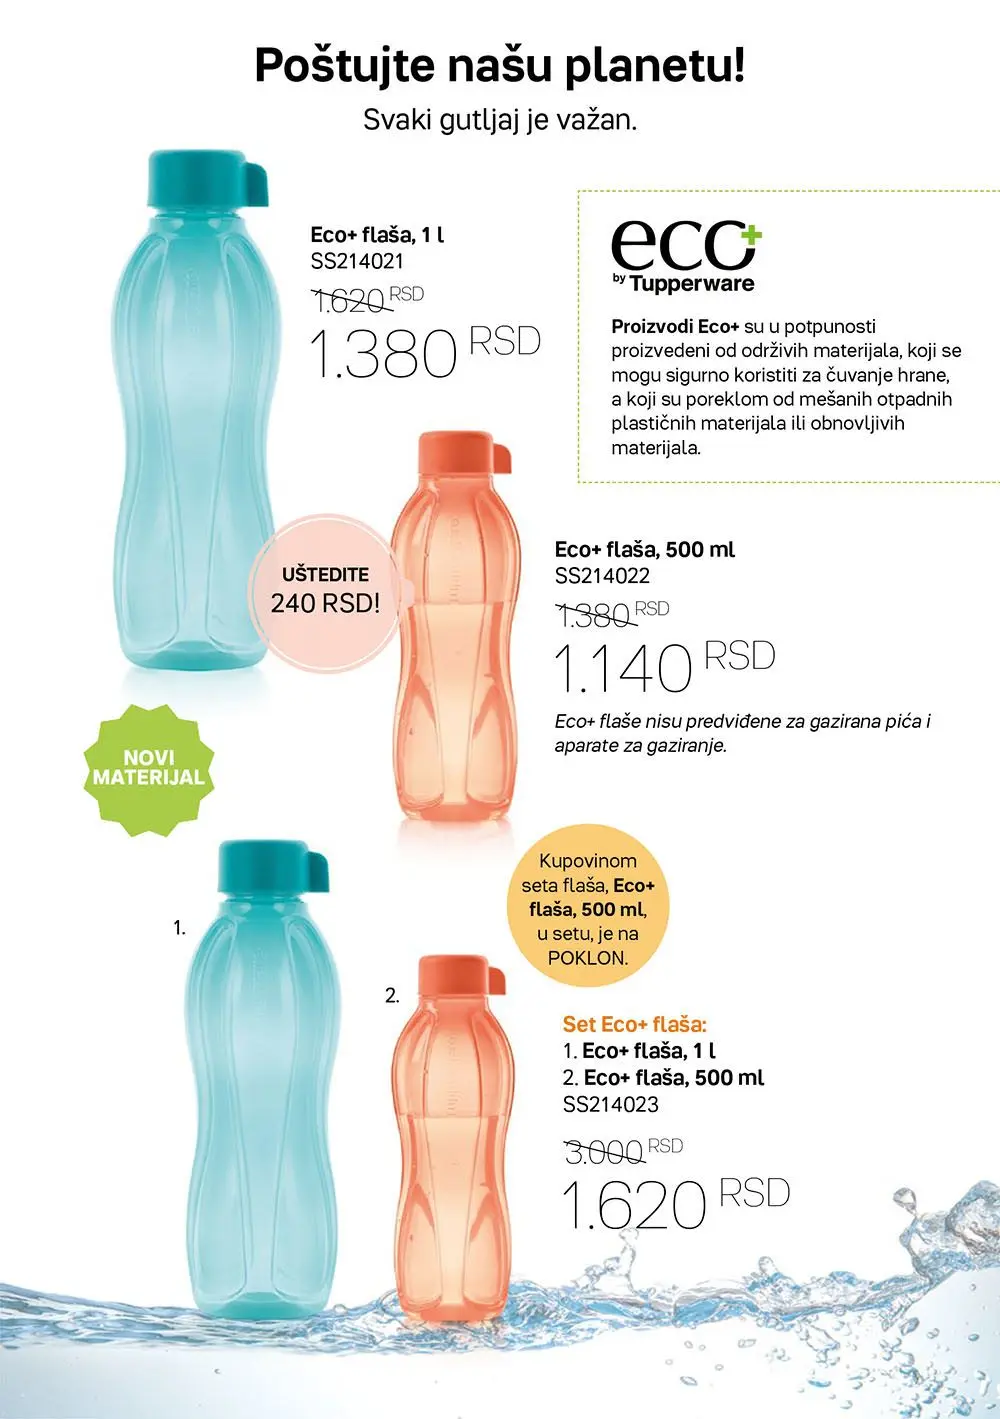 Poštujte našu planetu!
Svaki gutljaj je važan.
Eco+ flaša, 1 l
SS214021
1.620 RSD
1.380 RSD
eco+
by Tupperware
Proizvodi Eco+ su u potpunosti
proizvedeni od održivih materijala, koji se
mogu sigurno koristiti za čuvanje hrane,
a koji su poreklom od mešanih otpadnih
plastičnih materijala ili obnovljivih
materijala.
UŠTEDITE
240 RSD!
Eco+ flaša, 500 ml
SS214022
1.380 RSD
1.140 RSD
Eco+ flaše nisu predviđene za gazirana pića i
aparate za gaziranje.
NOVI
MATERIJAL
Kupovinom
seta flaša, Eco+
flaša, 500 ml,
u setu, je na
POKLON.
1.
2.
Set Eco+ flaša:
1. Eco+ flaša, 1 l
2. Eco+ flaša, 500 ml
SS214023
3.000 RSD
1.620 RSD